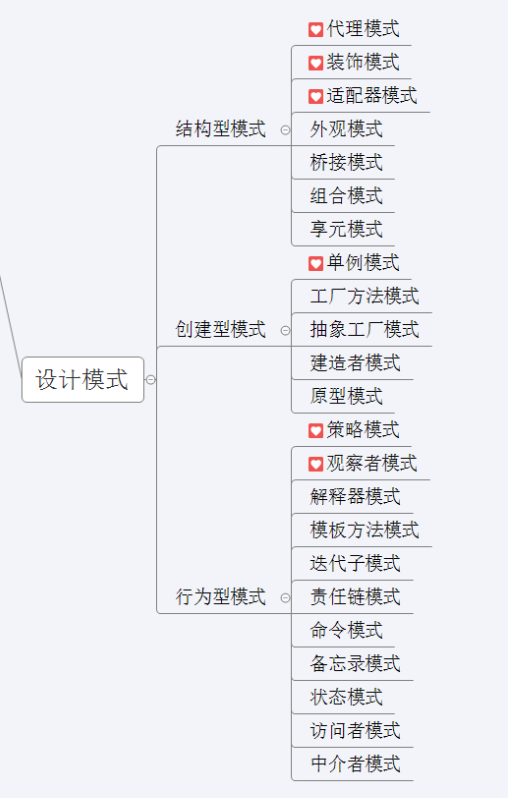 设计模式
结构型模式
代理模式
装饰模式
适配器模式
外观模式
桥接模式
组合模式
享元模式
创建型模式
单例模式
工厂方法模式
抽象工厂模式
建造者模式
原型模式
行为型模式
策略模式
观察者模式
解释器模式
模板方法模式
迭代子模式
责任链模式
命令模式
备忘录模式
状态模式
访问者模式
中介者模式